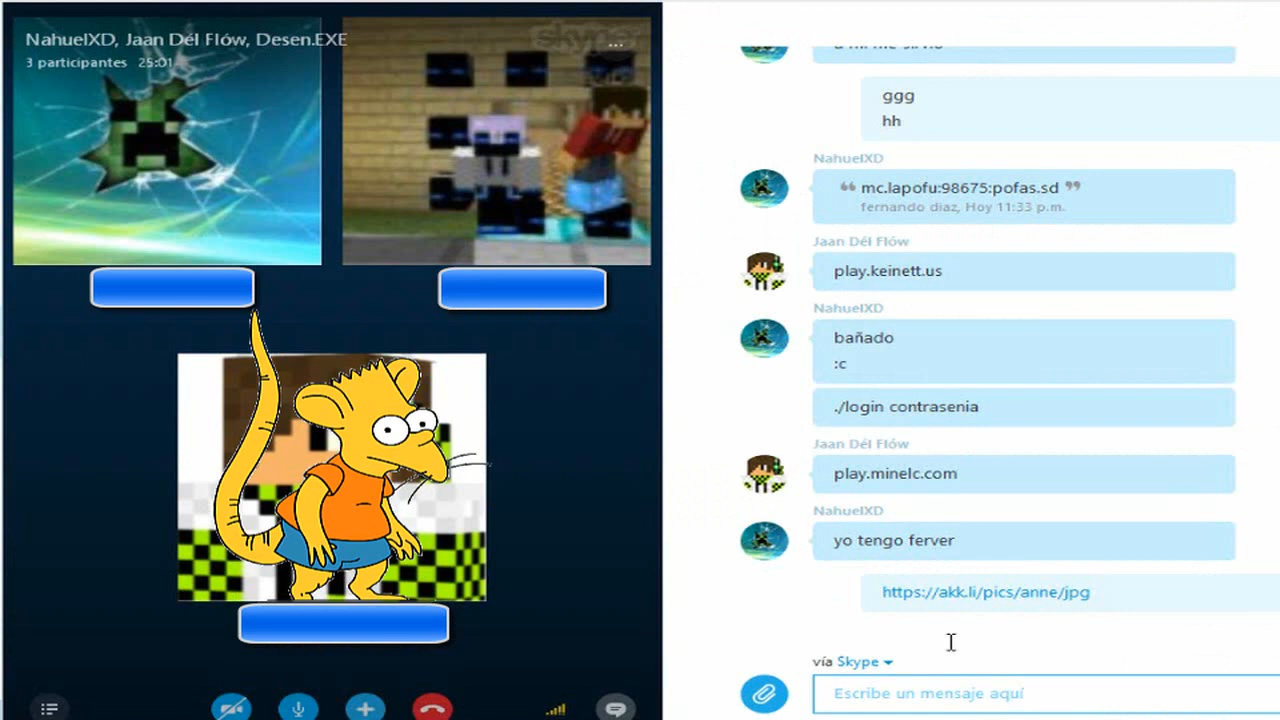 NahuelXD, Jaan Dél Flów, Desen.EXE
3 participantes 25:01
skype
ggg
hh
NahuelXD
“ mc.lapofu:98675:pofas.sd ”
fernando diaz, Hoy 11:33 p.m.
Jaan Dél Flów
play.keinett.us
NahuelXD
bañado
:c
./login contrasenia
Jaan Dél Flów
play.minelc.com
NahuelXD
yo tengo ferver
https://akk.li/pics/anne/jpg
vía Skype
Escribe un mensaje aquí